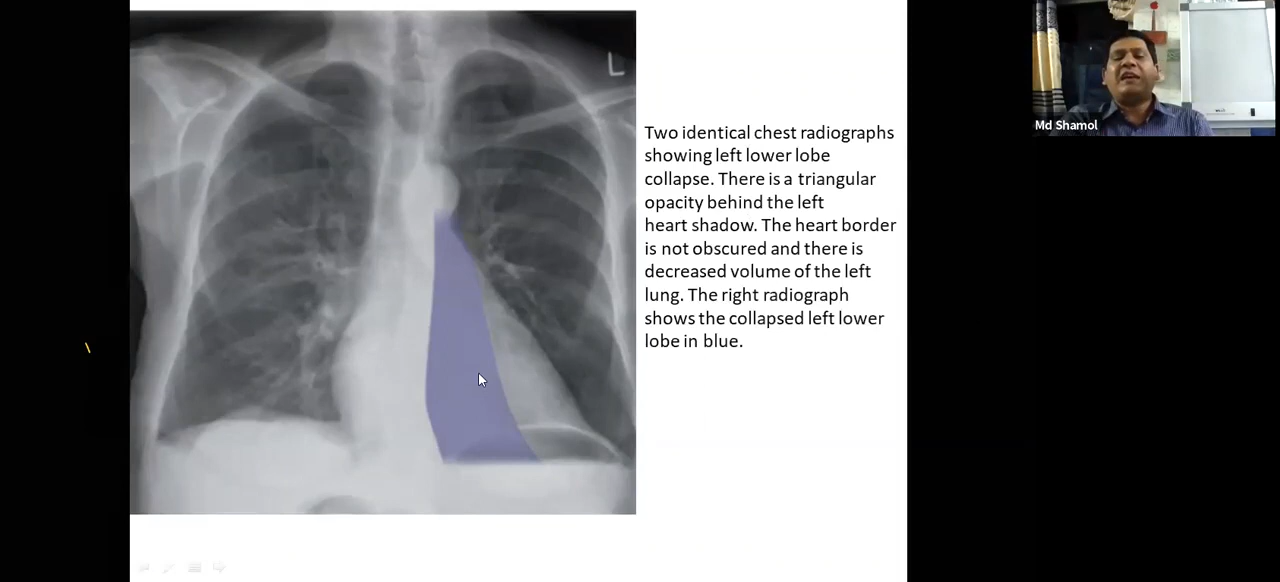 L
Two identical chest radiographs
showing left lower lobe
collapse. There is a triangular
opacity behind the left
heart shadow. The heart border
is not obscured and there is
decreased volume of the left
lung. The right radiograph
shows the collapsed left lower
lobe in blue.
Md Shamol